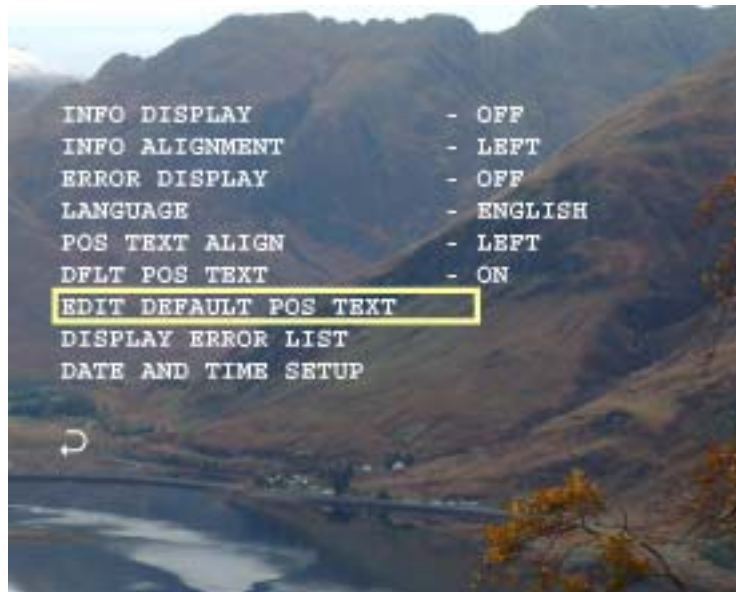 INFO DISPLAY - OFF
INFO ALIGNMENT - LEFT
ERROR DISPLAY - OFF
LANGUAGE - ENGLISH
POS TEXT ALIGN - LEFT
DFLT POS TEXT - ON
EDIT DEFAULT POS TEXT
DISPLAY ERROR LIST
DATE AND TIME SETUP